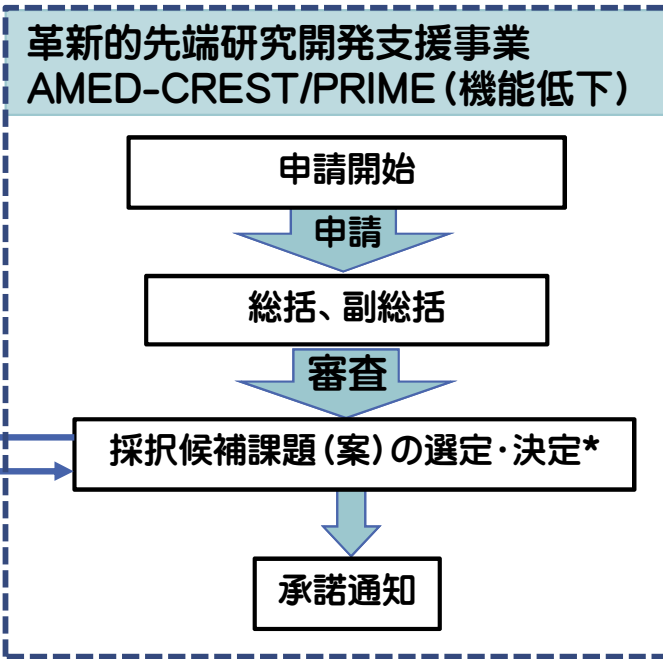 革新的先端研究開発支援事業
AMED-CREST/PRIME(機能低下)
申請開始
申請
総括、副総括
審査
採択候補課題(案)の選定・決定*
承諾通知